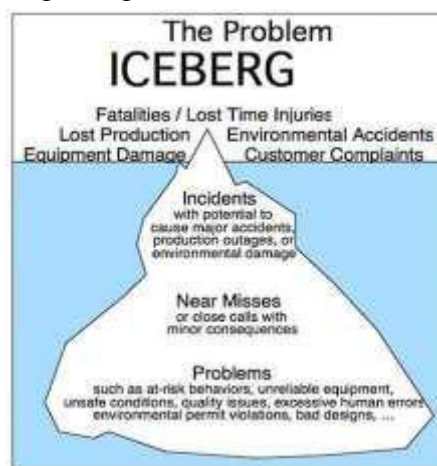 The Problem
ICEBERG
Fatalities / Lost Time Injuries
Lost Production Environmental Accidents
Equipment Damage Customer Complaints
Incidents
with potential to
cause major accidents,
production outages, or
environmental damage
Near Misses
or close calls with
minor consequences
Problems
such as at-risk behaviors, unreliable equipment,
unsafe conditions, quality issues, excessive human errors
environmental permit violations, bad designs, ...